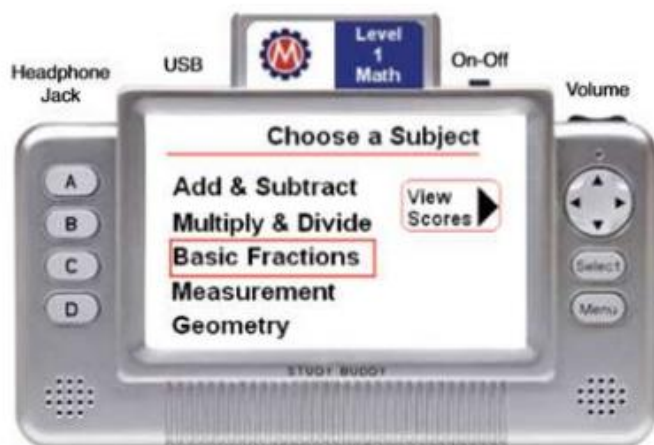 Level
1
Math
M
USB
On-Off
Headphone
Jack
Volume
Choose a Subject
Add & Subtract
View
Scores
Multiply & Divide
Basic Fractions
Measurement
Geometry
A
B
C
D
Select
Menu
STUDY BUDDY